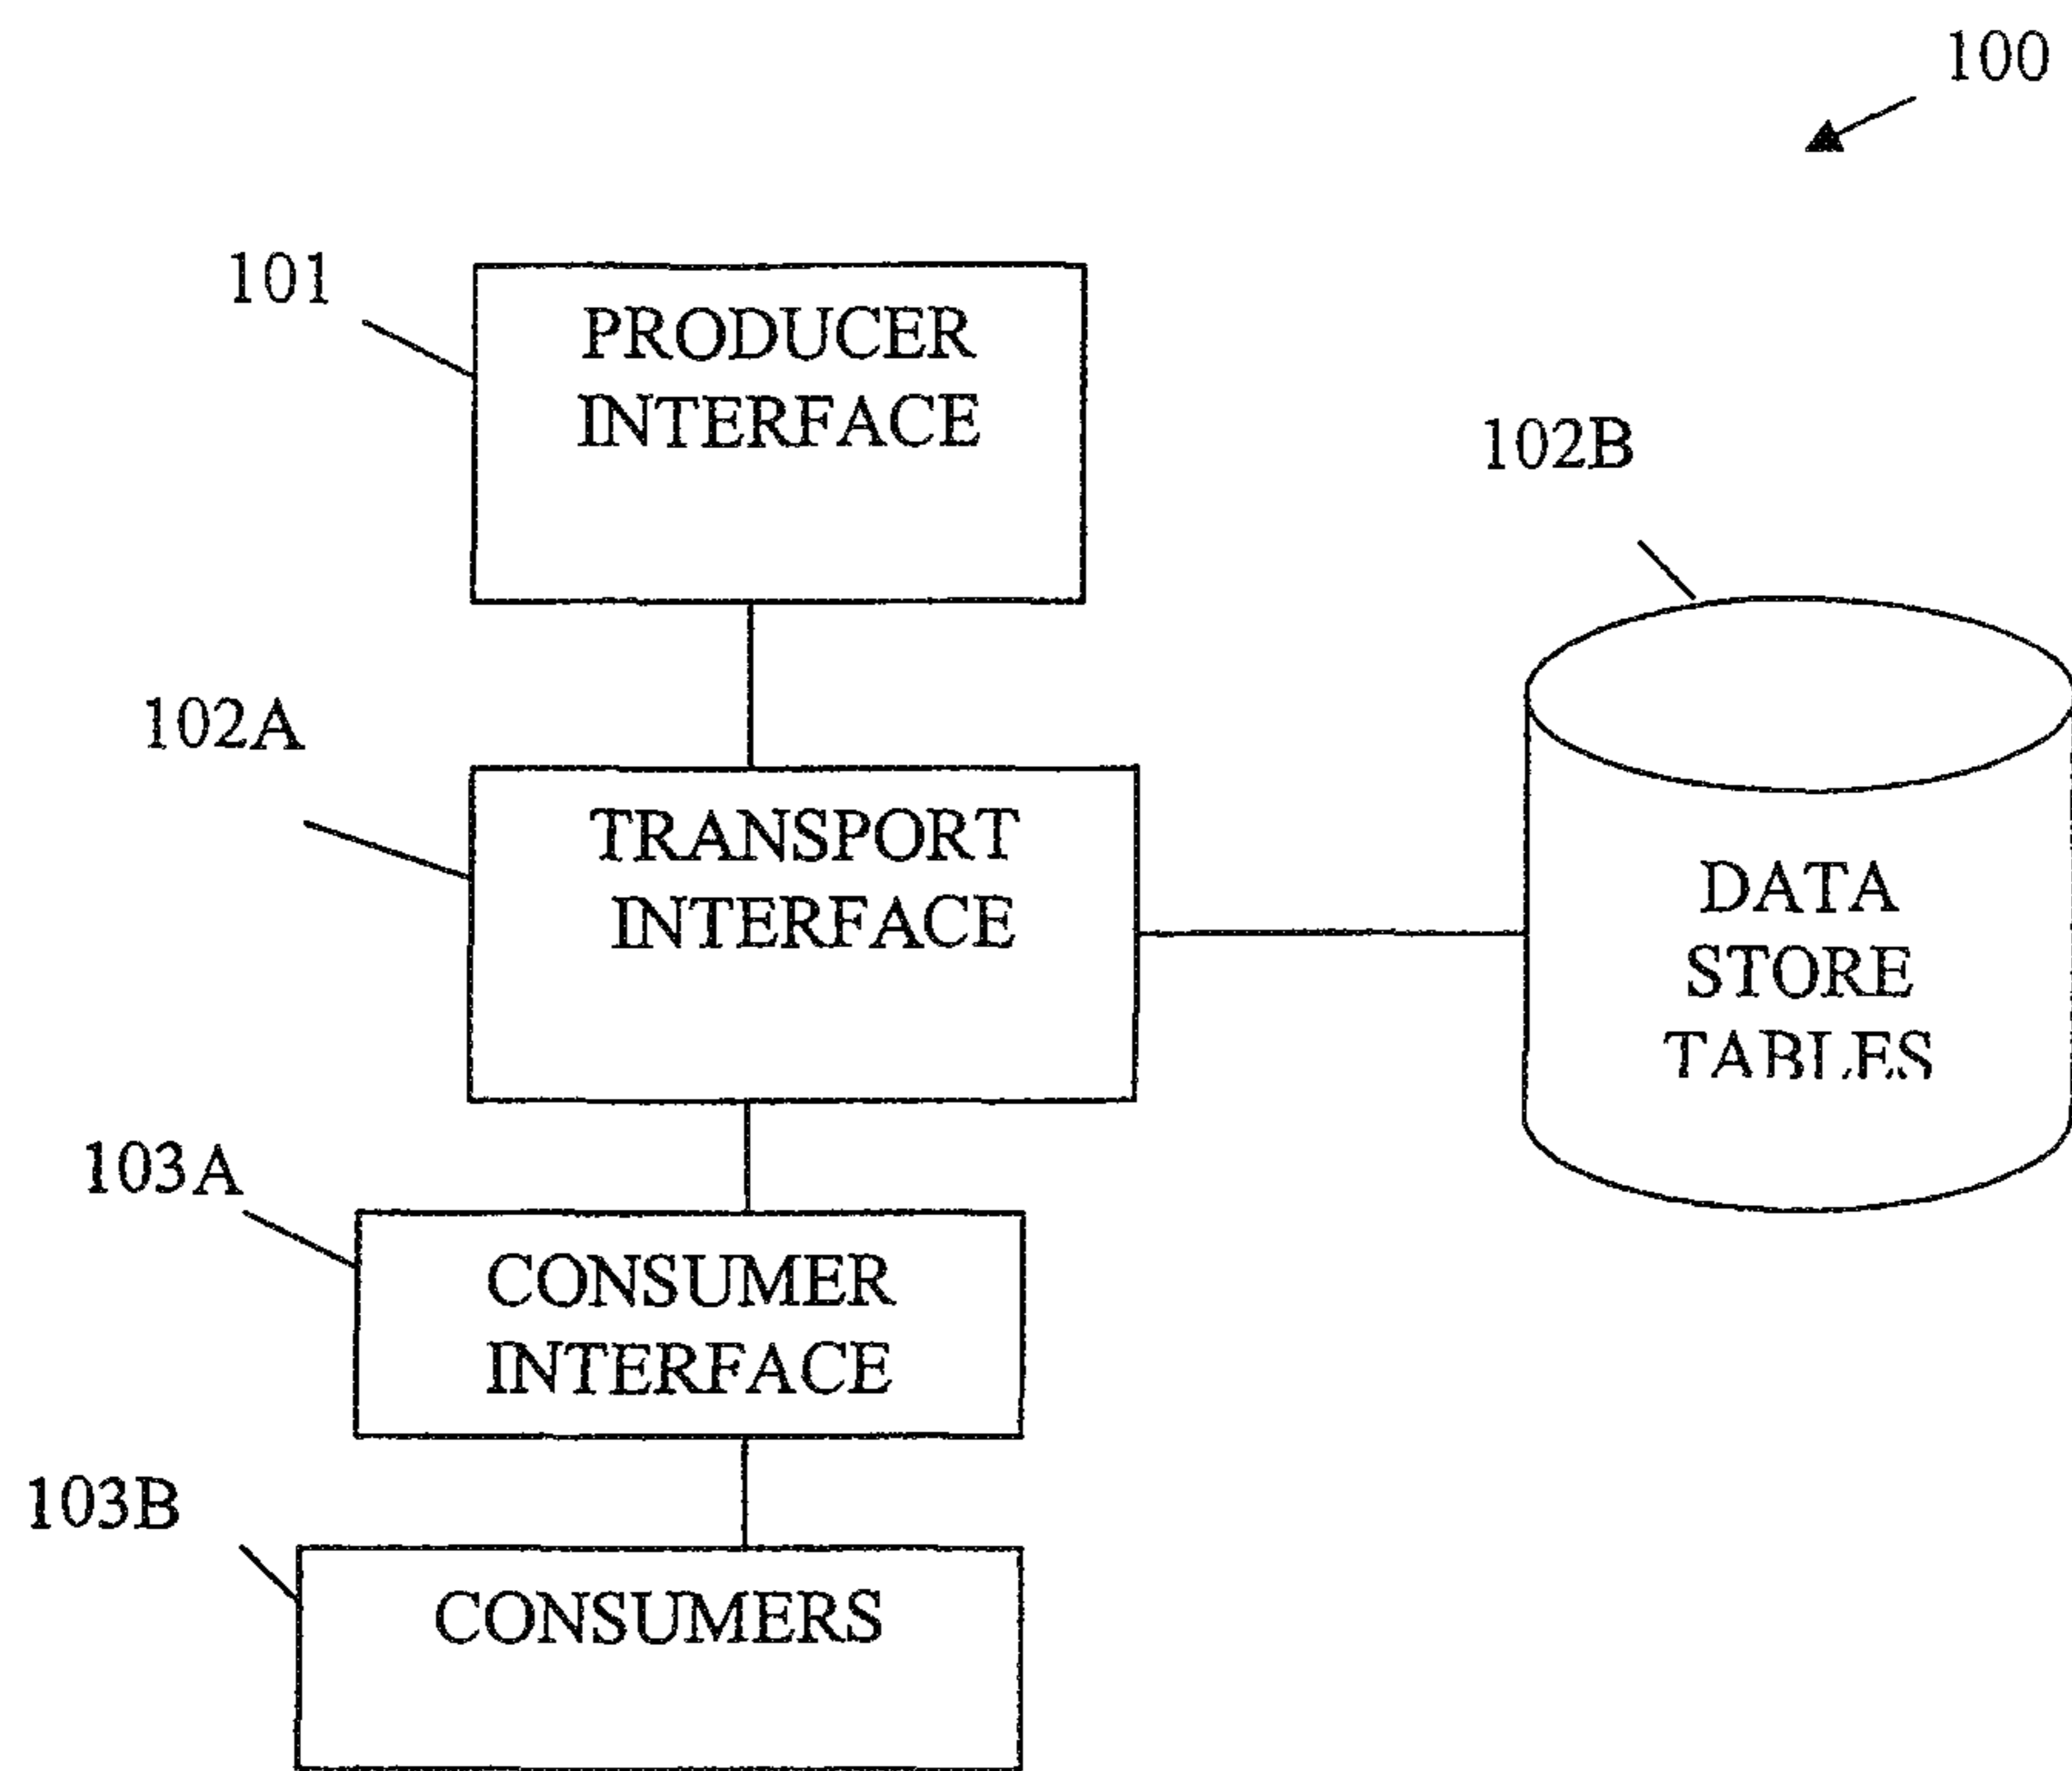 100
101
PRODUCER
INTERFACE
102B
102A
TRANSPORT
INTERFACE
DATA
STORE
TABLES
103A
CONSUMER
INTERFACE
103B
CONSUMERS